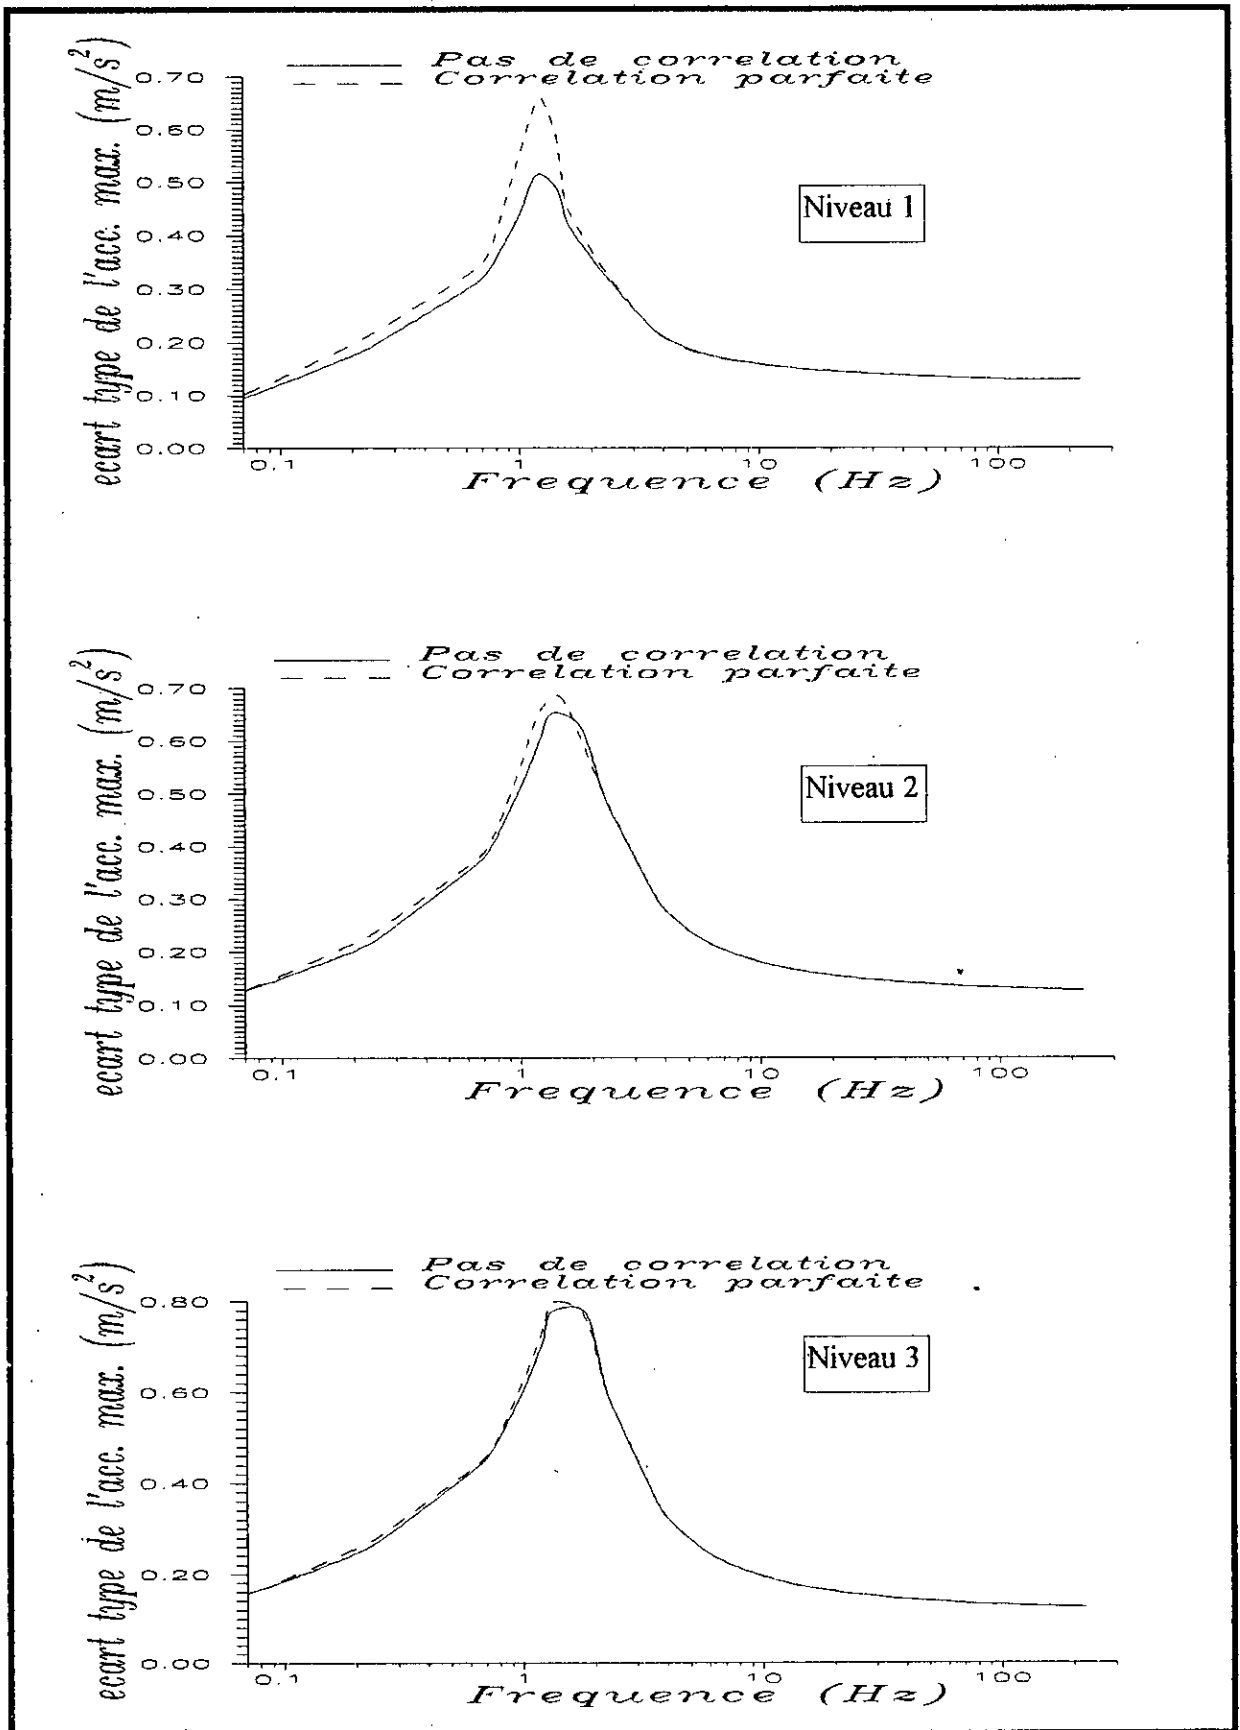 Pas de correlation
Correlation parfaite
ecart type de l'acc. max. (m/s²)
0.70
0.60
0.50
0.40
0.30
0.20
0.10
0.00
Niveau 1
0.1 1 10 100
Frequence (Hz)
Pas de correlation
Correlation parfaite
ecart type de l'acc. max. (m/s²)
0.70
0.60
0.50
0.40
0.30
0.20
0.10
0.00
Niveau 2
0.1 1 10 100
Frequence (Hz)
Pas de correlation
Correlation parfaite
ecart type de l'acc. max. (m/s²)
0.80
0.60
0.40
0.20
0.00
Niveau 3
0.1 1 10 100
Frequence (Hz)